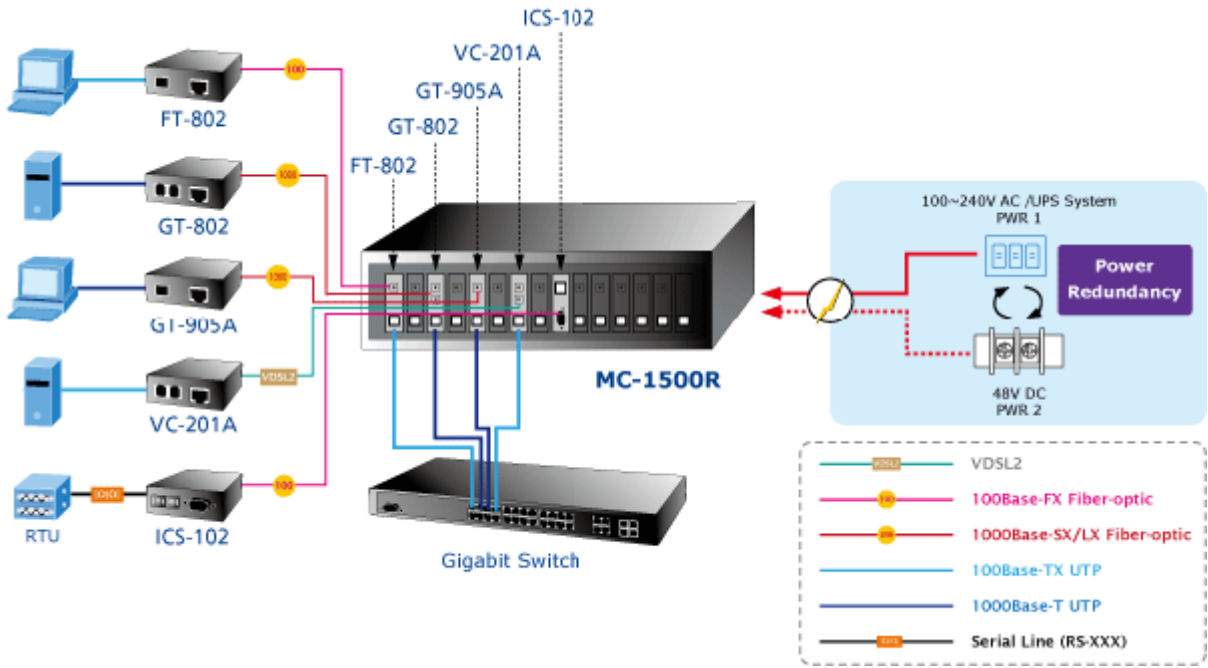 ICS-102
VC-201A
GT-905A
GT-802
FT-802
100
FT-802
1000
GT-802
1000
GT-905A
VDSL2
VC-201A
100
RTU
ICS-102
MC-1500R
Gigabit Switch
100~240V AC /UPS System
PWR 1
Power
Redundancy
48V DC
PWR 2
VDSL2
VDSL2
100
100Base-FX Fiber-optic
1000Base-SX/LX Fiber-optic
100Base-TX UTP
1000Base-T UTP
Serial Line (RS-XXX)